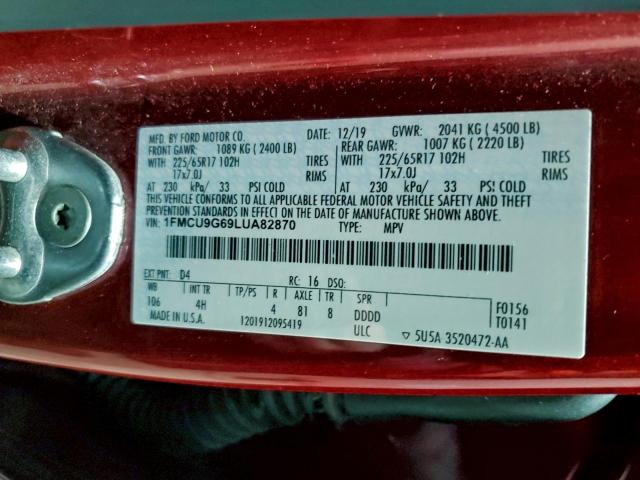 MFD. BY FORD MOTOR CO. DATE: 12/19 GVWR: 2041 KG ( 4500 LB)
FRONT GAWR: 1089 KG ( 2400 LB) REAR GAWR: 1007 KG ( 2220 LB)
WITH 225/65R17 102H TIRES WITH 225/65R17 102H TIRES
17x7.0J RIMS 17x7.0J RIMS
AT 230 kPa/ 33 PSI COLD AT 230 kPa/ 33 PSI COLD
THIS VEHICLE CONFORMS TO ALL APPLICABLE FEDERAL MOTOR VEHICLE SAFETY AND THEFT
PREVENTION STANDARDS IN EFFECT ON THE DATE OF MANUFACTURE SHOWN ABOVE.
VIN: 1FMCU9G69LUA82870 TYPE: MPV
EXT PNT: D4 RC: 16 DSO: F0156
WB INT TR TP/PS R AXLE TR SPR T0141
106 4H 4 81 8 DDDD
MADE IN U.S.A. 1201912095419 ULC ▽ 5U5A 3520472-AA